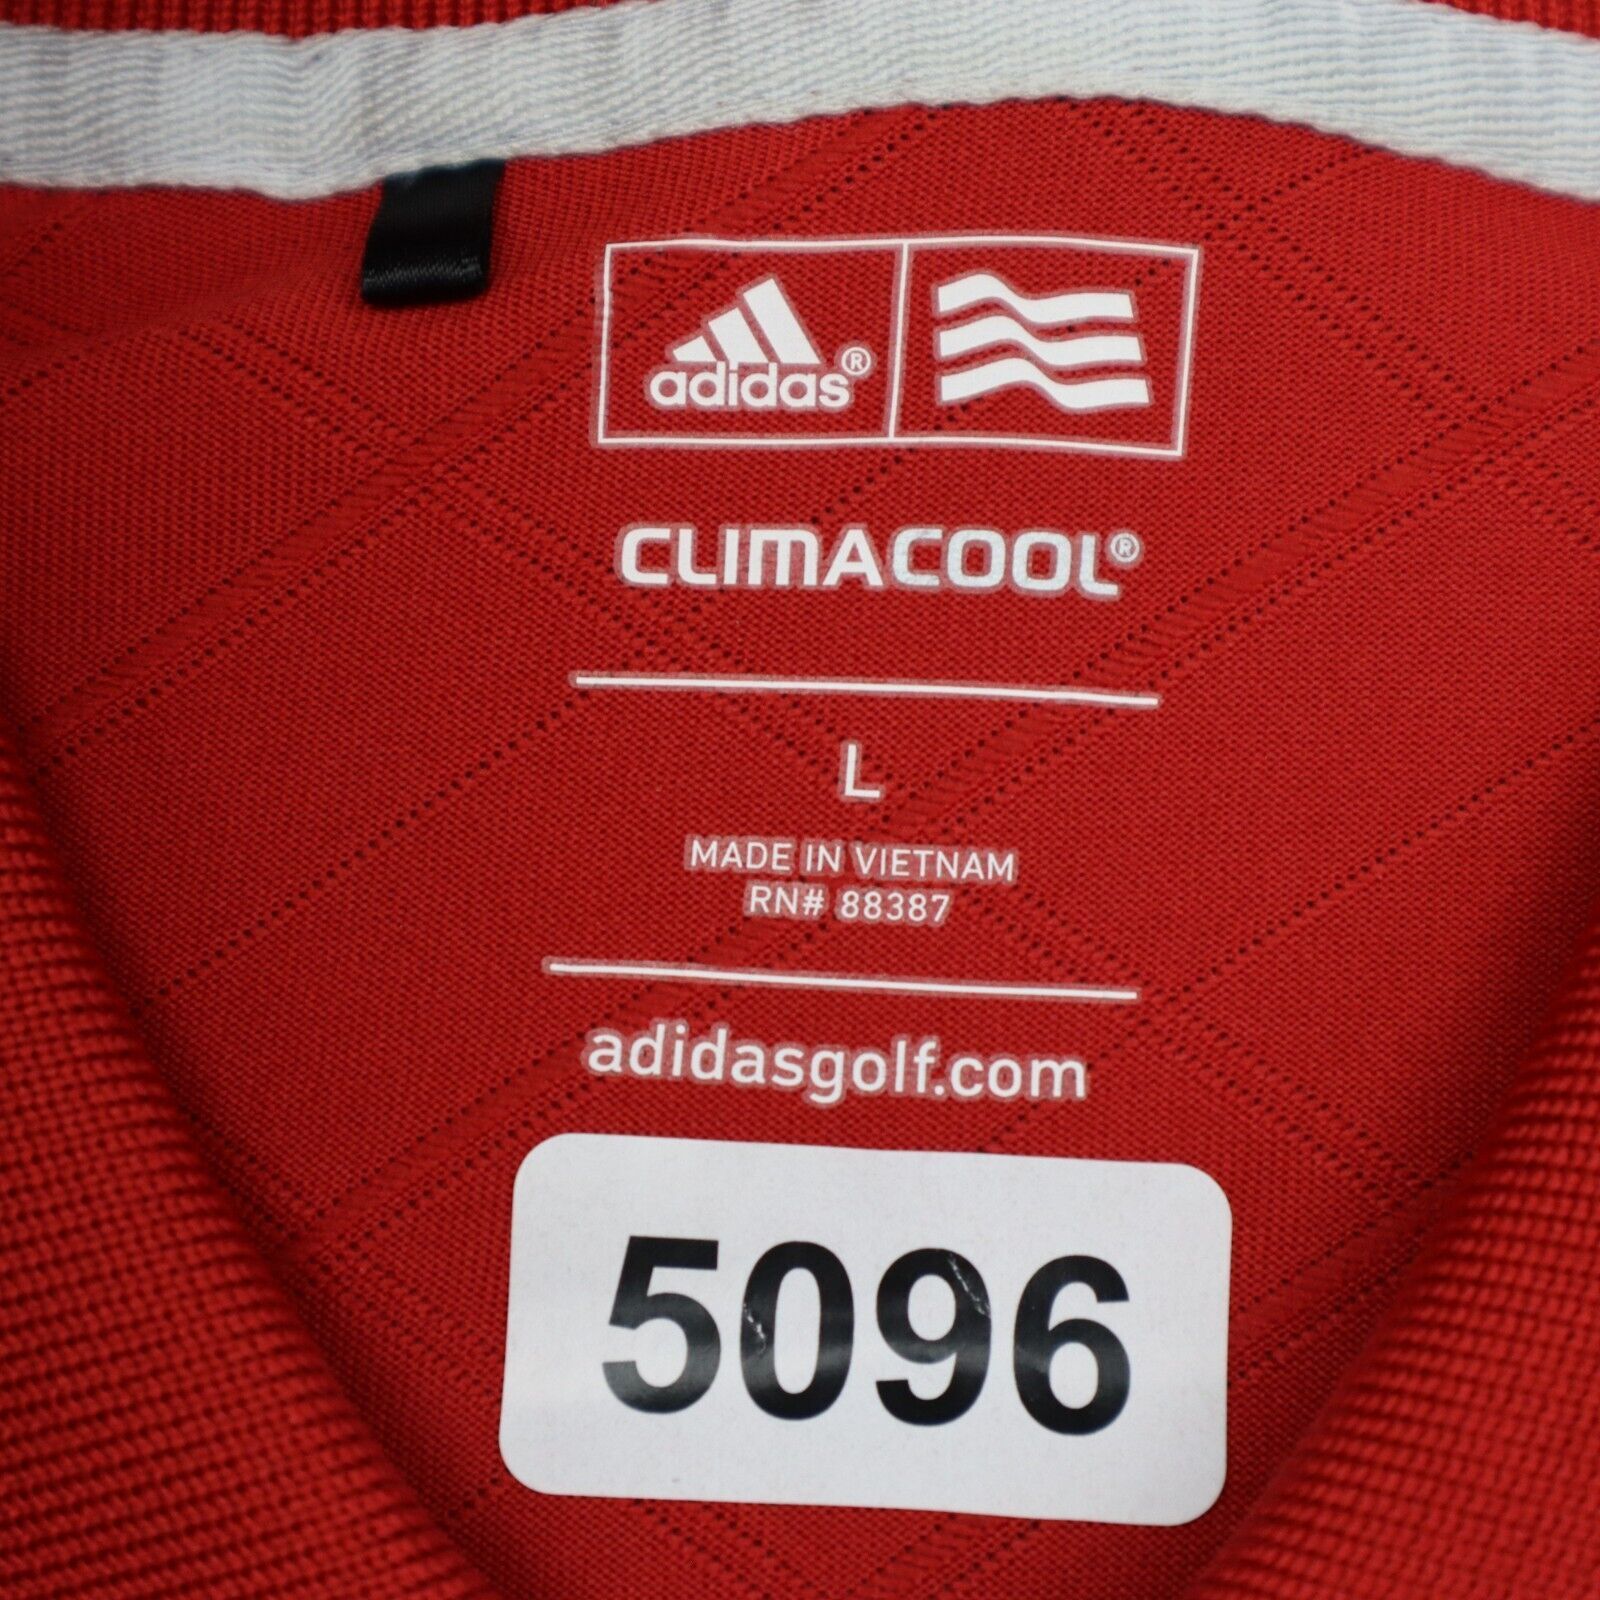 adidas®
CLIMACOOL®
L
MADE IN VIETNAM
RN# 88387
adidasgolf.com
5096